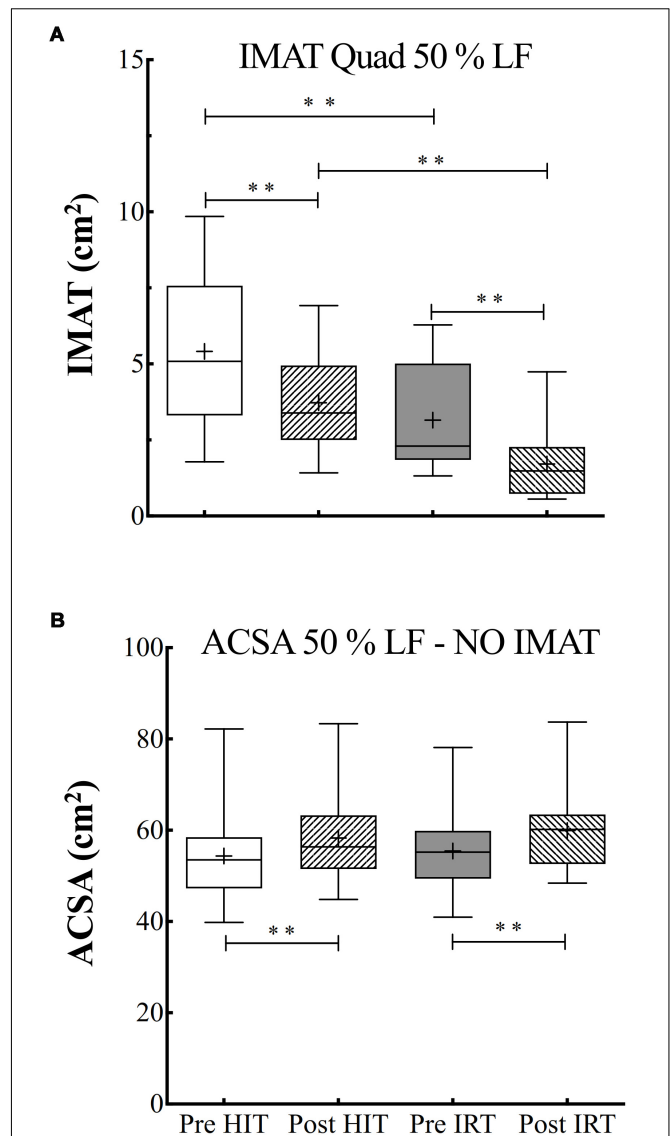 A
IMAT Quad 50 % LF
15
10
5
0
IMAT (cm²)
* *
* *
* *
* *
B
ACSA 50 % LF - NO IMAT
100
80
60
40
20
0
ACSA (cm²)
* *
* *
Pre HIT Post HIT Pre IRT Post IRT